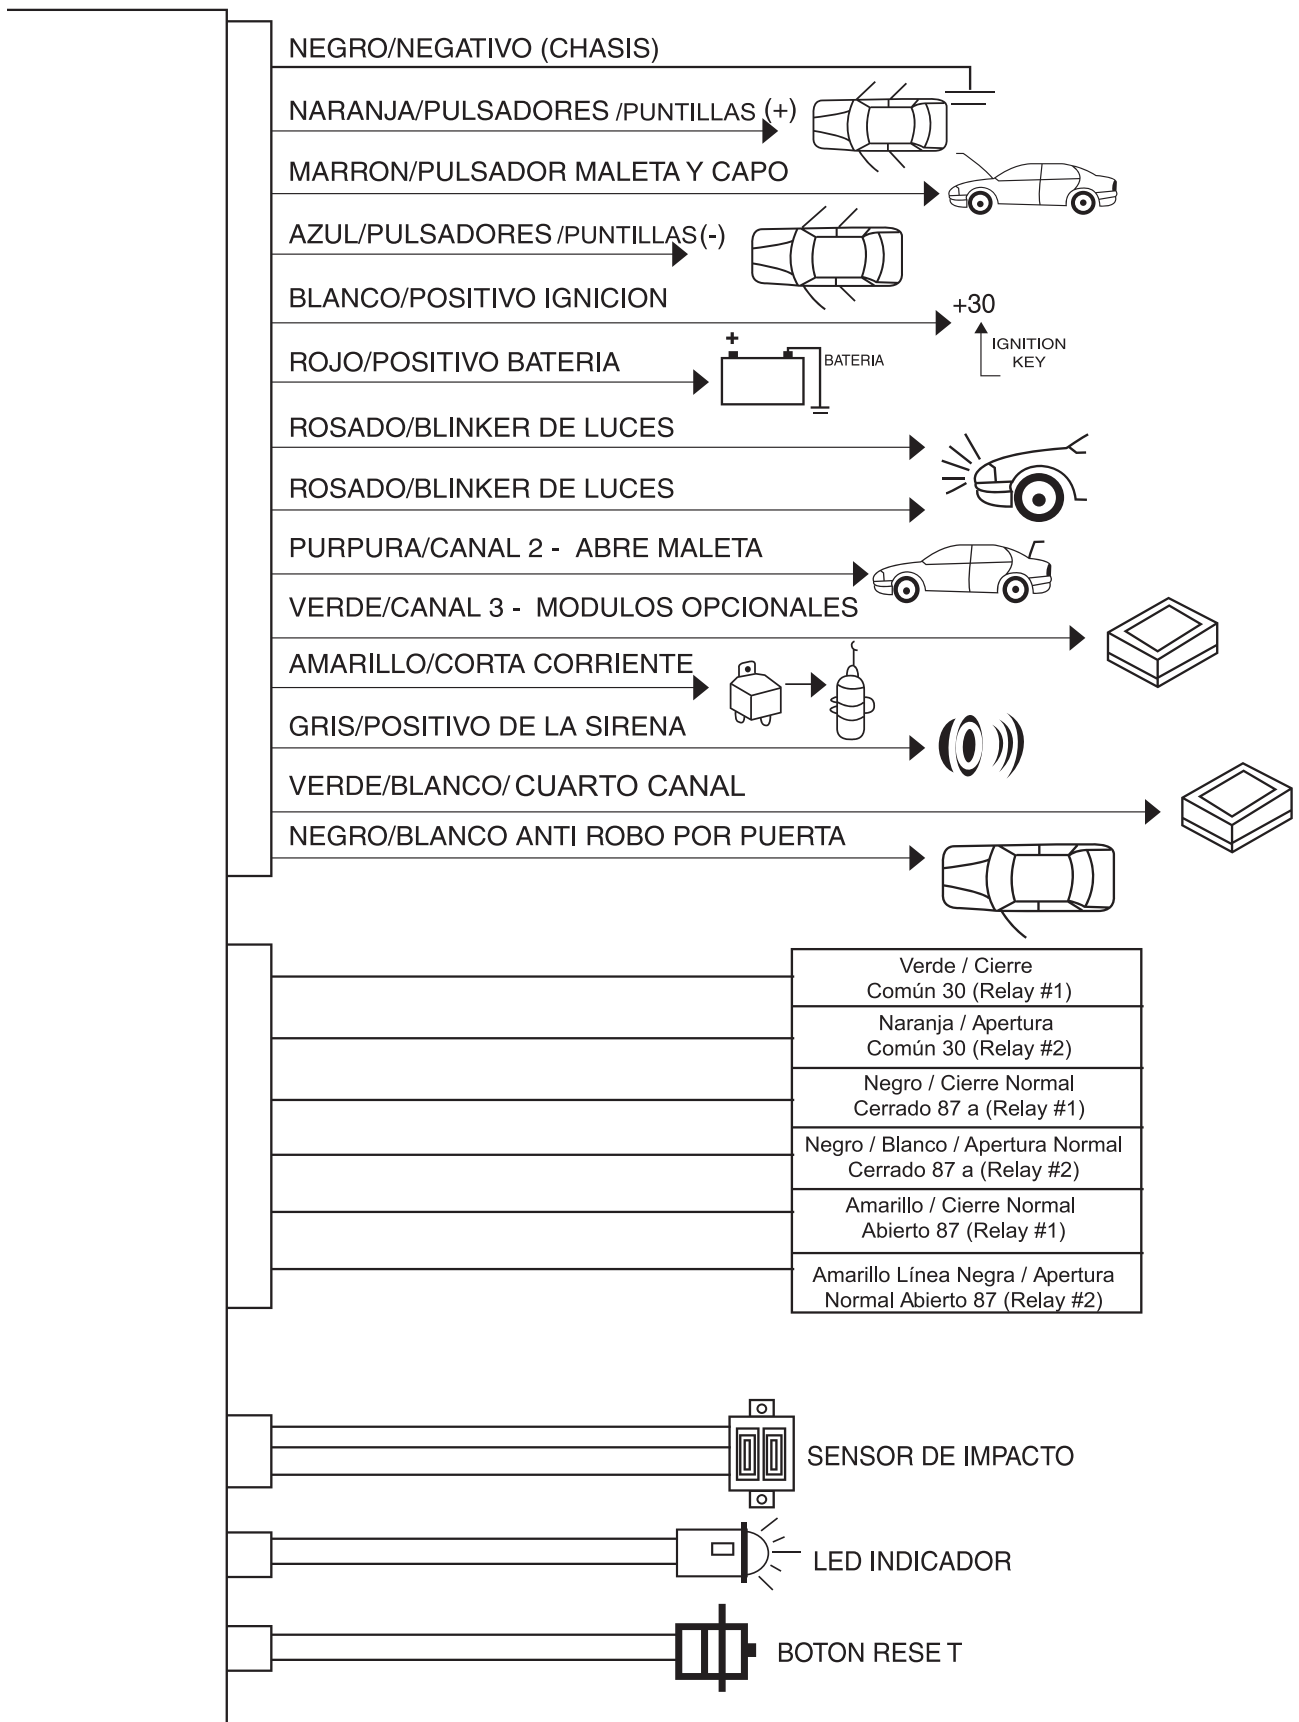 NEGRO/NEGATIVO (CHASIS)
NARANJA/PULSADORES /PUNTILLAS (+)
MARRON/PULSADOR MALETA Y CAPO
AZUL/PULSADORES /PUNTILLAS (-)
BLANCO/POSITIVO IGNICION
+30
IGNITION
KEY
ROJO/POSITIVO BATERIA
+
BATERIA
ROSADO/BLINKER DE LUCES
ROSADO/BLINKER DE LUCES
PURPURA/CANAL 2 - ABRE MALETA
VERDE/CANAL 3 - MODULOS OPCIONALES
AMARILLO/CORTA CORRIENTE
GRIS/POSITIVO DE LA SIRENA
VERDE/BLANCO/ CUARTO CANAL
NEGRO/BLANCO ANTI ROBO POR PUERTA
Verde / Cierre
Común 30 (Relay #1)
Naranja / Apertura
Común 30 (Relay #2)
Negro / Cierre Normal
Cerrado 87 a (Relay #1)
Negro / Blanco / Apertura Normal
Cerrado 87 a (Relay #2)
Amarillo / Cierre Normal
Abierto 87 (Relay #1)
Amarillo Línea Negra / Apertura
Normal Abierto 87 (Relay #2)
SENSOR DE IMPACTO
LED INDICADOR
BOTON RESE T